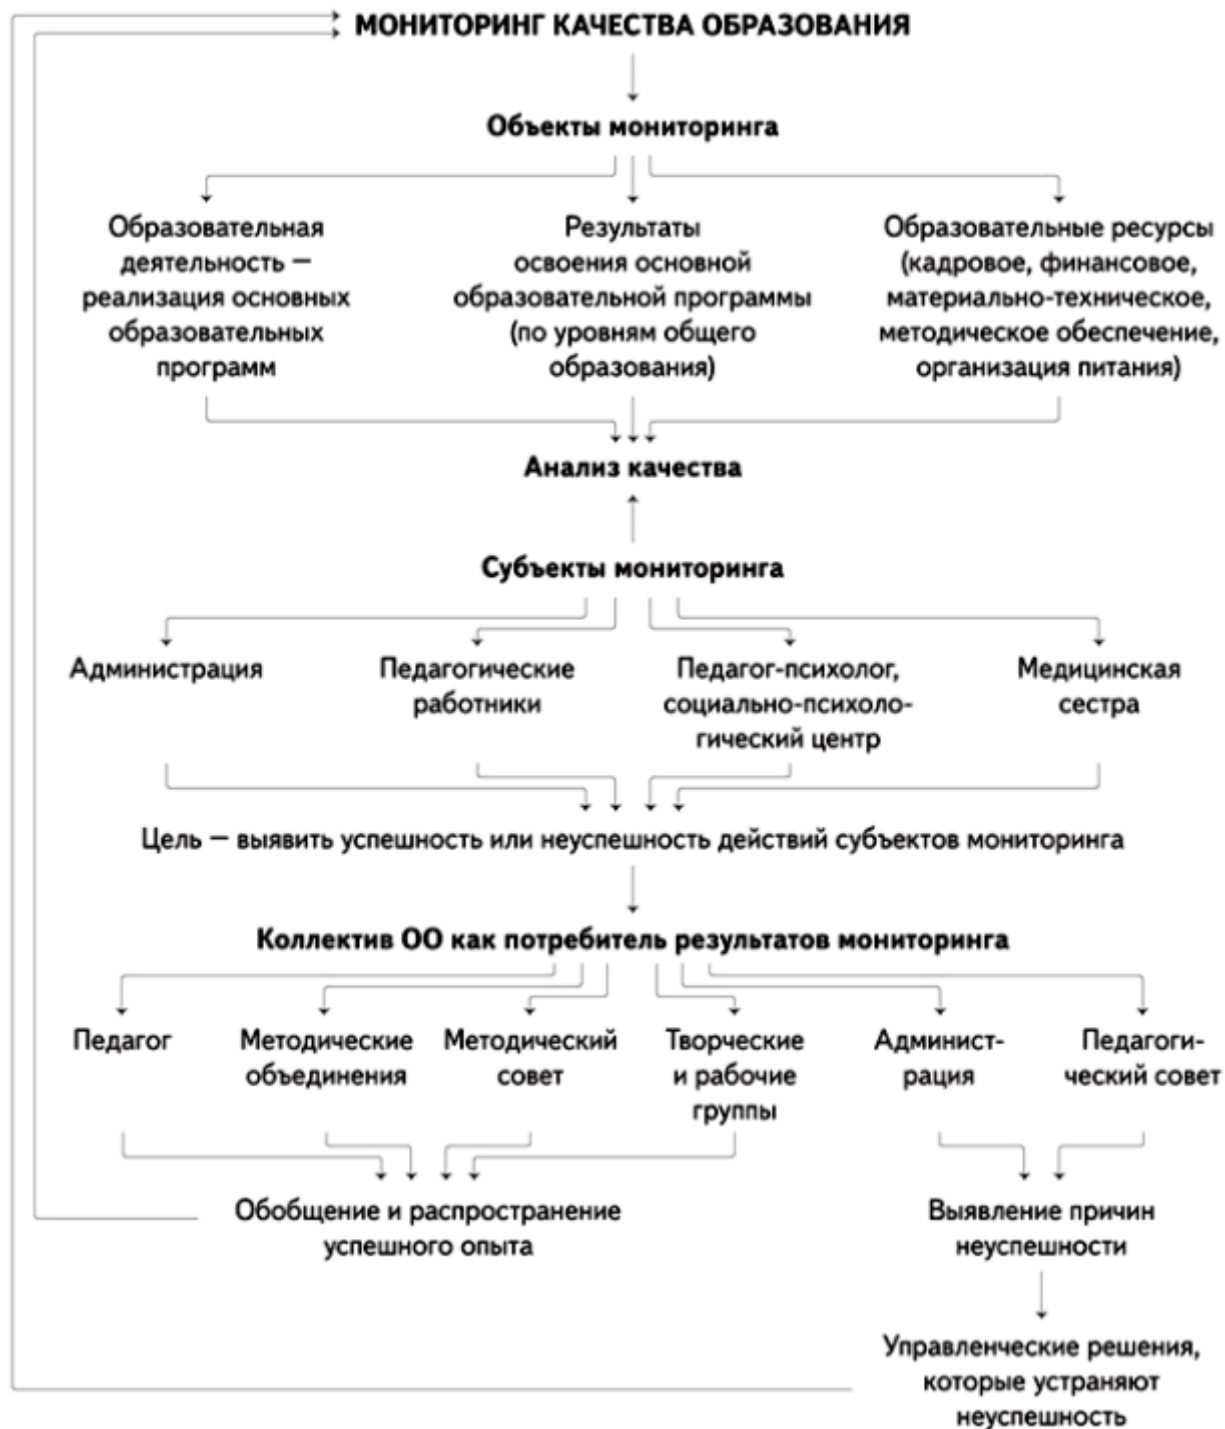 МОНИТОРИНГ КАЧЕСТВА ОБРАЗОВАНИЯ
Объекты мониторинга
Образовательная
деятельность —
реализация основных
образовательных
программ
Результаты
освоения основной
образовательной программы
(по уровням общего
образования)
Образовательные ресурсы
(кадровое, финансовое,
материально-техническое,
методическое обеспечение,
организация питания)
Анализ качества
Субъекты мониторинга
Администрация
Педагогические
работники
Педагог-психолог,
социально-психоло-
гический центр
Медицинская
сестра
Цель — выявить успешность или неуспешность действий субъектов мониторинга
Коллектив ОО как потребитель результатов мониторинга
Педагог
Методические
объединения
Методический
совет
Творческие
и рабочие
группы
Админист-
рация
Педагоги-
ческий совет
Обобщение и распространение
успешного опыта
Выявление причин
неуспешности
Управленческие решения,
которые устраняют
неуспешность